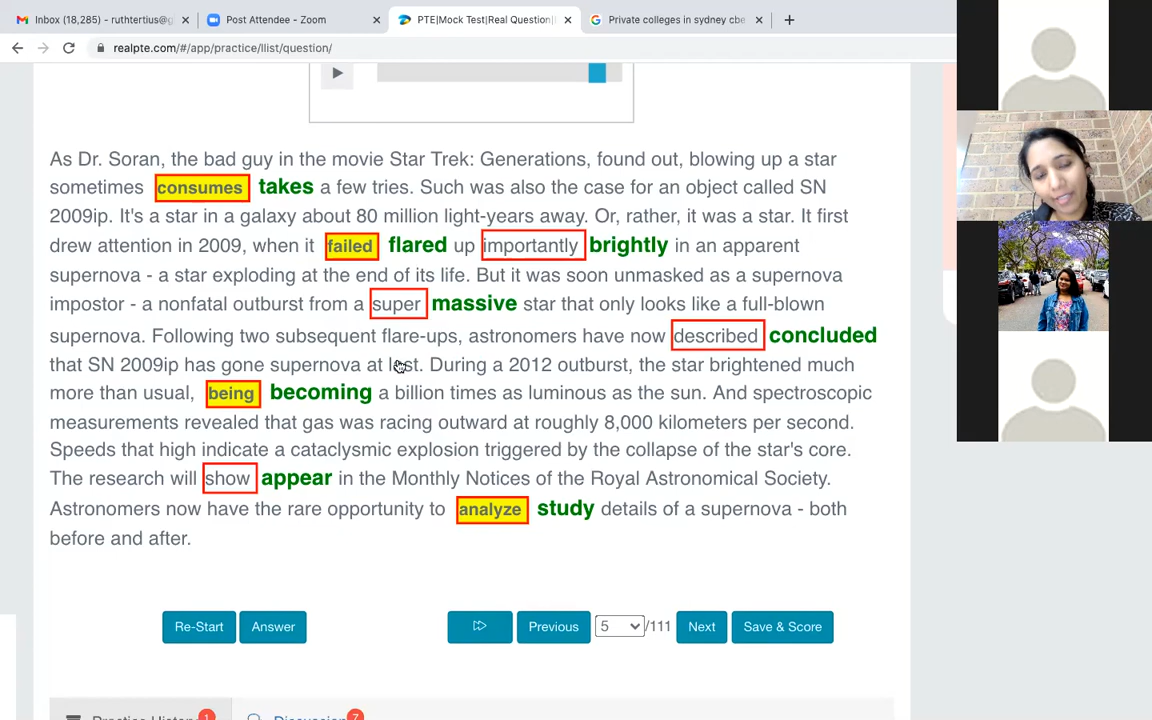 Inbox (18,285) - ruthtertius@g
Post Attendee - Zoom
PTE|Mock Test|Real Question|
Private colleges in sydney cbe
realpte.com/#/app/practice/llist/question/
As Dr. Soran, the bad guy in the movie Star Trek: Generations, found out, blowing up a star
sometimes consumes takes a few tries. Such was also the case for an object called SN
2009ip. It's a star in a galaxy about 80 million light-years away. Or, rather, it was a star. It first
drew attention in 2009, when it failed flared up importantly brightly in an apparent
supernova - a star exploding at the end of its life. But it was soon unmasked as a supernova
impostor - a nonfatal outburst from a super massive star that only looks like a full-blown
supernova. Following two subsequent flare-ups, astronomers have now described concluded
that SN 2009ip has gone supernova at last. During a 2012 outburst, the star brightened much
more than usual, being becoming a billion times as luminous as the sun. And spectroscopic
measurements revealed that gas was racing outward at roughly 8,000 kilometers per second.
Speeds that high indicate a cataclysmic explosion triggered by the collapse of the star's core.
The research will show appear in the Monthly Notices of the Royal Astronomical Society.
Astronomers now have the rare opportunity to analyze study details of a supernova - both
before and after.
Re-Start Answer Previous 5 /111 Next Save & Score
Practice History 1 Discussion 7